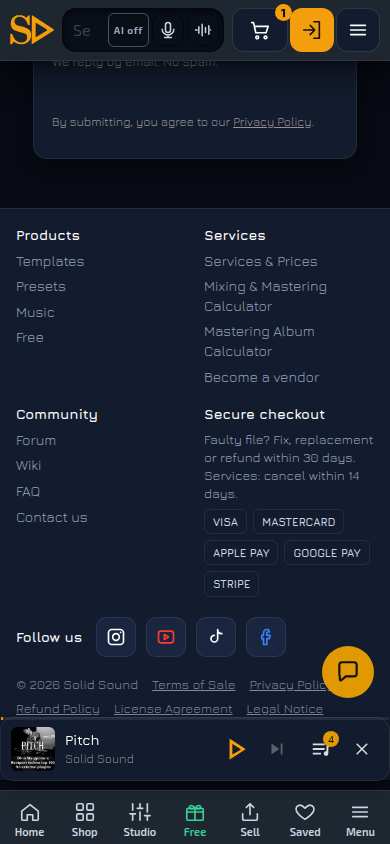 SD
Se
AI off
1
We reply by email. No spam.
By submitting, you agree to our Privacy Policy.
Products
Templates
Presets
Music
Free
Services
Services & Prices
Mixing & Mastering
Calculator
Mastering Album
Calculator
Become a vendor
Community
Forum
Wiki
FAQ
Contact us
Secure checkout
Faulty file? Fix, replacement
or refund within 30 days.
Services: cancel within 14
days.
VISA
MASTERCARD
APPLE PAY
GOOGLE PAY
STRIPE
Follow us
© 2026 Solid Sound Terms of Sale Privacy
Refund Policy License Agreement Legal Notice
PITCH
Pitch
Solid Sound
4
Home
Shop
Studio
Free
Sell
Saved
Menu